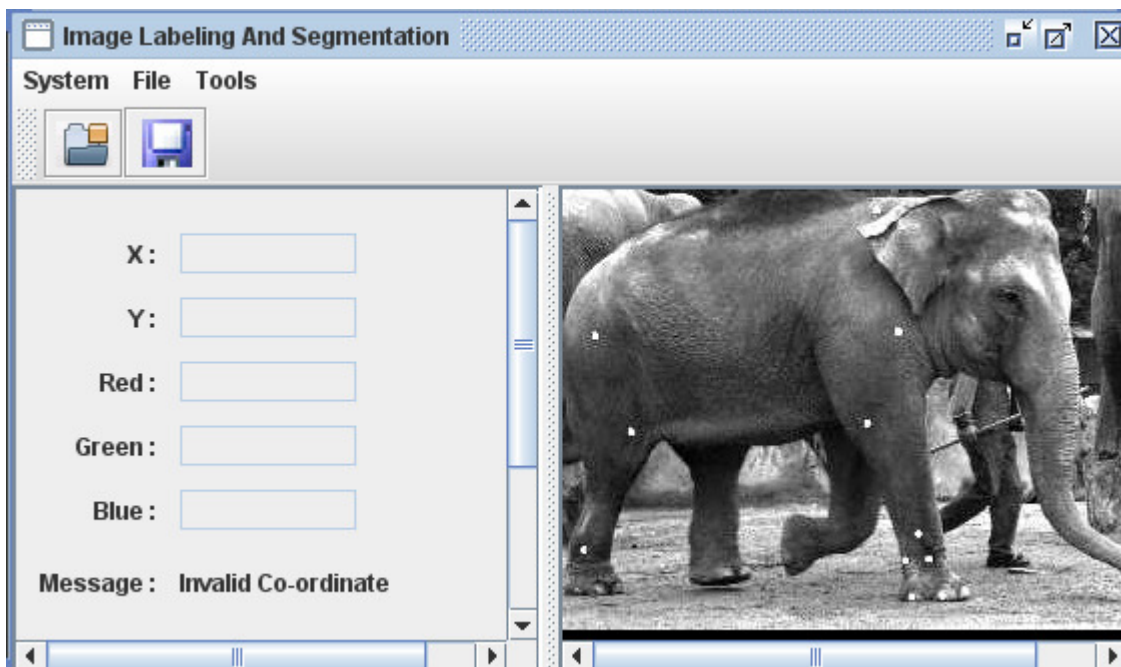 Image Labeling And Segmentation
System File Tools
X :
Y :
Red :
Green :
Blue :
Message : Invalid Co-ordinate